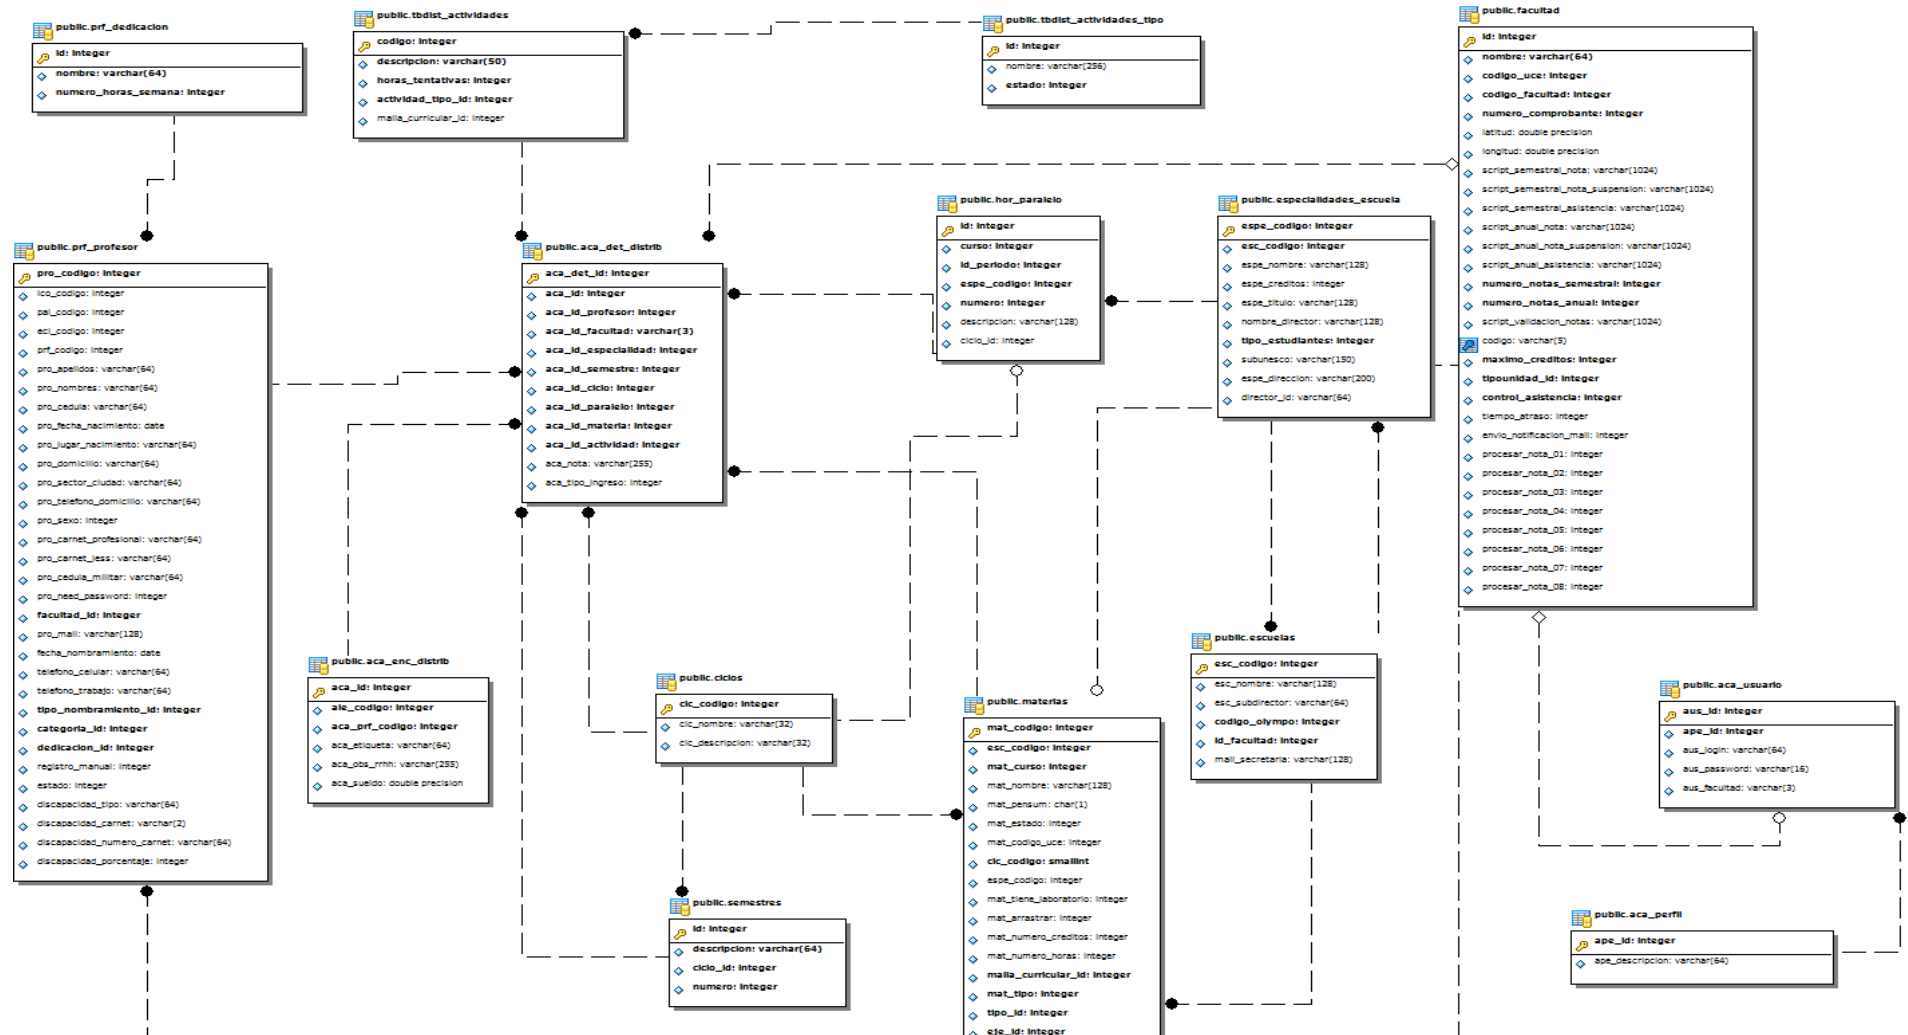 public.prf_dedicacion
id: integer
nombre: varchar(64)
numero_horas_semana: integer
public.tbdist_actividades
codigo: integer
descripcion: varchar(50)
horas_tentativas: integer
actividad_tipo_id: integer
malla_curricular_id: integer
public.tbdist_actividades_tipo
id: integer
nombre: varchar(256)
estado: integer
public.facultad
id: integer
nombre: varchar(64)
codigo_uce: integer
codigo_facultad: integer
numero_comprobante: integer
latitud: double precision
longitud: double precision
script_semestral_nota: varchar(1024)
script_semestral_nota_suspension: varchar(1024)
script_semestral_asistencia: varchar(1024)
script_anual_nota: varchar(1024)
script_anual_nota_suspension: varchar(1024)
script_anual_asistencia: varchar(1024)
numero_notas_semestral: integer
numero_notas_anual: integer
script_validacion_notas: varchar(1024)
codigo: varchar(5)
maximo_creditos: integer
tipounidad_id: integer
control_asistencia: integer
tiempo_atraso: integer
envio_notificacion_mail: integer
procesar_nota_01: integer
procesar_nota_02: integer
procesar_nota_03: integer
procesar_nota_04: integer
procesar_nota_05: integer
procesar_nota_06: integer
procesar_nota_07: integer
procesar_nota_08: integer
public.prf_profesor
pro_codigo: integer
ico_codigo: integer
pai_codigo: integer
eci_codigo: integer
prf_codigo: integer
pro_apelidos: varchar(64)
pro_nombres: varchar(64)
pro_cedula: varchar(64)
pro_fecha_nacimiento: date
pro_lugar_nacimiento: varchar(64)
pro_domicilio: varchar(64)
pro_sector_ciudad: varchar(64)
pro_telefono_domicilio: varchar(64)
pro_sexo: integer
pro_carnet_profesional: varchar(64)
pro_carnet_iess: varchar(64)
pro_cedula_militar: varchar(64)
pro_need_password: integer
facultad_id: integer
pro_mail: varchar(128)
fecha_nombramiento: date
telefono_celular: varchar(64)
telefono_trabajo: varchar(64)
tipo_nombramiento_id: integer
categoria_id: integer
dedicacion_id: integer
registro_manual: integer
estado: integer
discapacidad_tipo: varchar(64)
discapacidad_carnet: varchar(2)
discapacidad_numero_carnet: varchar(64)
discapacidad_porcentaje: integer
public.aca_det_distrib
aca_det_id: integer
aca_id: integer
aca_id_profesor: integer
aca_id_facultad: varchar(3)
aca_id_especialidad: integer
aca_id_semestre: integer
aca_id_ciclo: integer
aca_id_paralelo: integer
aca_id_materia: integer
aca_id_actividad: integer
aca_nota: varchar(255)
aca_tipo_ingreso: integer
public.hor_paralelo
id: integer
curso: integer
id_periodo: integer
espe_codigo: integer
numero: integer
descripcion: varchar(128)
ciclo_id: integer
public.especialidades_escuela
espe_codigo: integer
esc_codigo: integer
espe_nombre: varchar(128)
espe_creditos: integer
espe_titulo: varchar(128)
nombre_director: varchar(128)
tipo_estudiantes: integer
subunesco: varchar(150)
espe_direccion: varchar(200)
director_id: varchar(64)
public.aca_enc_distrib
aca_id: integer
ale_codigo: integer
aca_prf_codigo: integer
aca_etiqueta: varchar(64)
aca_obs_rrhh: varchar(255)
aca_sueldo: double precision
public.ciclos
cic_codigo: integer
cic_nombre: varchar(32)
cic_descripcion: varchar(32)
public.semestres
id: integer
descripcion: varchar(64)
ciclo_id: integer
numero: integer
public.materias
mat_codigo: integer
esc_codigo: integer
mat_curso: integer
mat_nombre: varchar(128)
mat_pensum: char(1)
mat_estado: integer
mat_codigo_uce: integer
cic_codigo: smallint
espe_codigo: integer
mat_tiene_laboratorio: integer
mat_arrastrar: integer
mat_numero_creditos: integer
mat_numero_horas: integer
malla_curricular_id: integer
mat_tipo: integer
tipo_id: integer
eje_id: integer
public.escuelas
esc_codigo: integer
esc_nombre: varchar(128)
esc_subdirector: varchar(64)
codigo_olympo: integer
id_facultad: integer
mail_secretaria: varchar(128)
public.aca_usuario
aus_id: integer
ape_id: integer
aus_login: varchar(64)
aus_password: varchar(16)
aus_facultad: varchar(3)
public.aca_perfil
ape_id: integer
ape_descripcion: varchar(64)